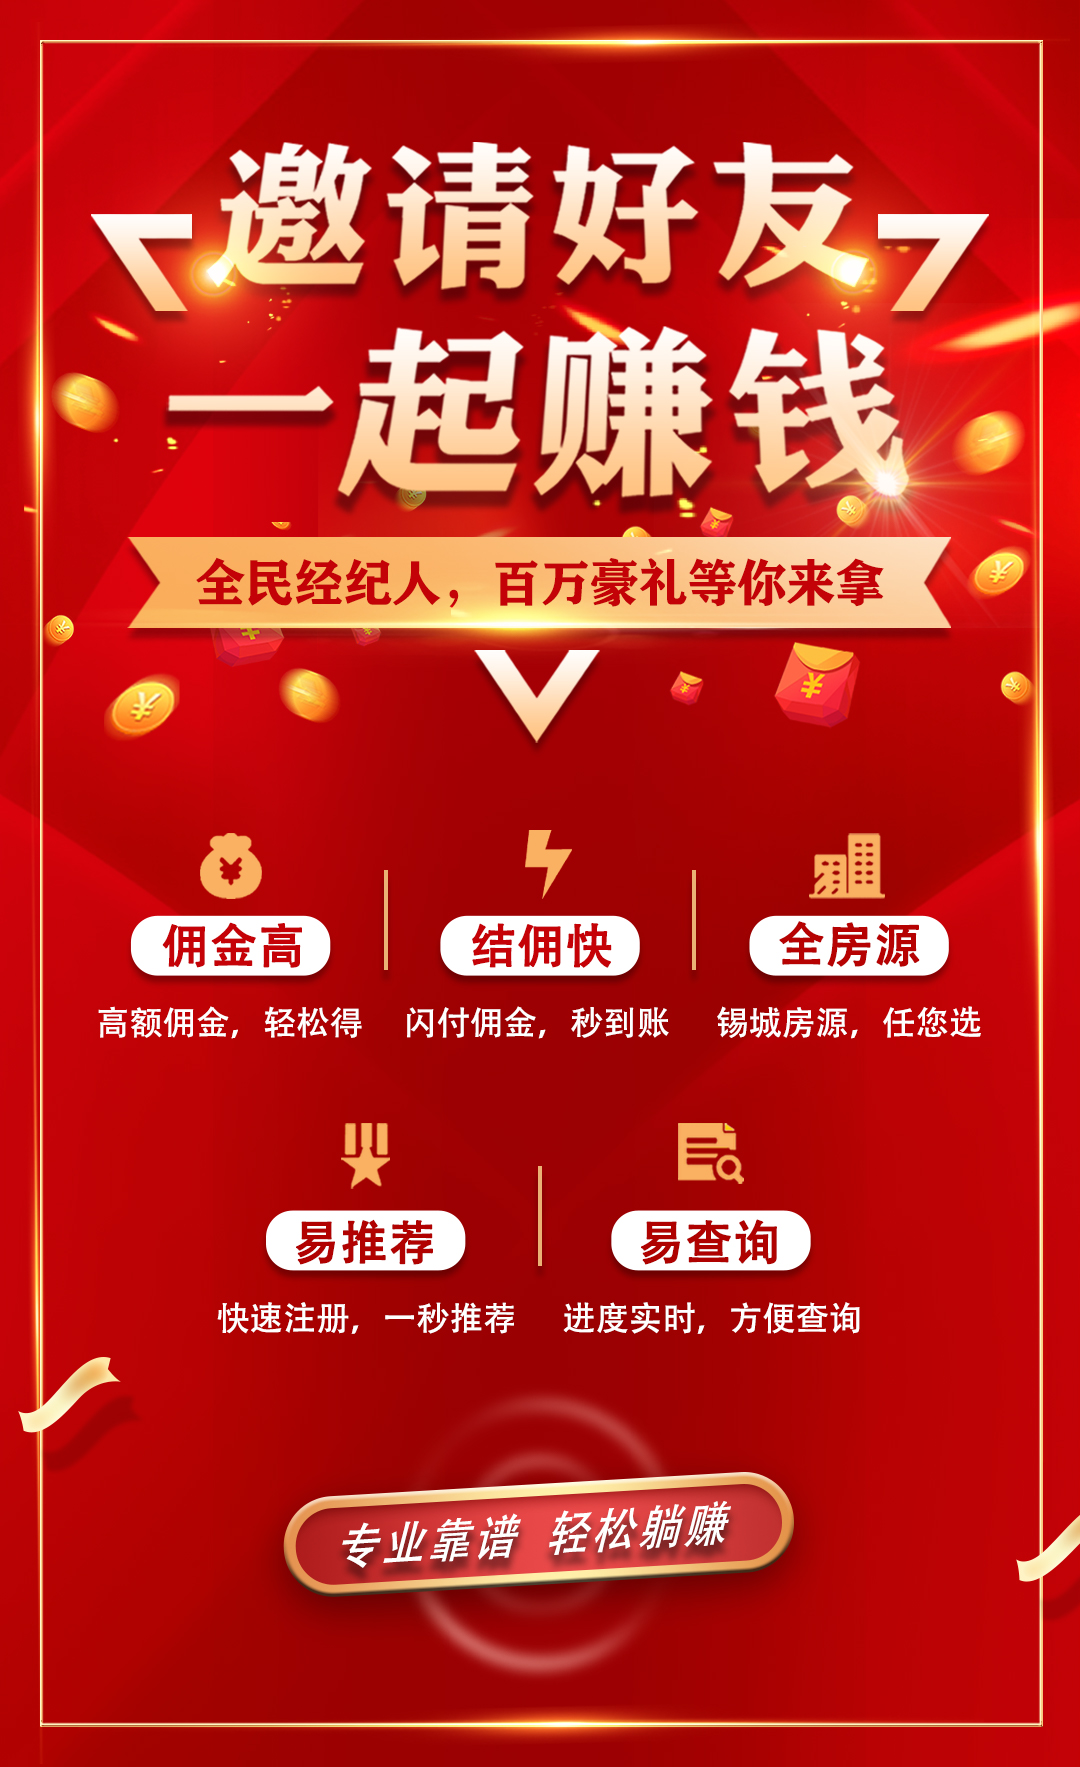 邀请好友
一起赚钱
全民经纪人，百万豪礼等你来拿
佣金高
结佣快
全房源
高额佣金，轻松得
闪付佣金，秒到账
锡城房源，任您选
易推荐
易查询
快速注册，一秒推荐
进度实时，方便查询
专业靠谱 轻松躺赚